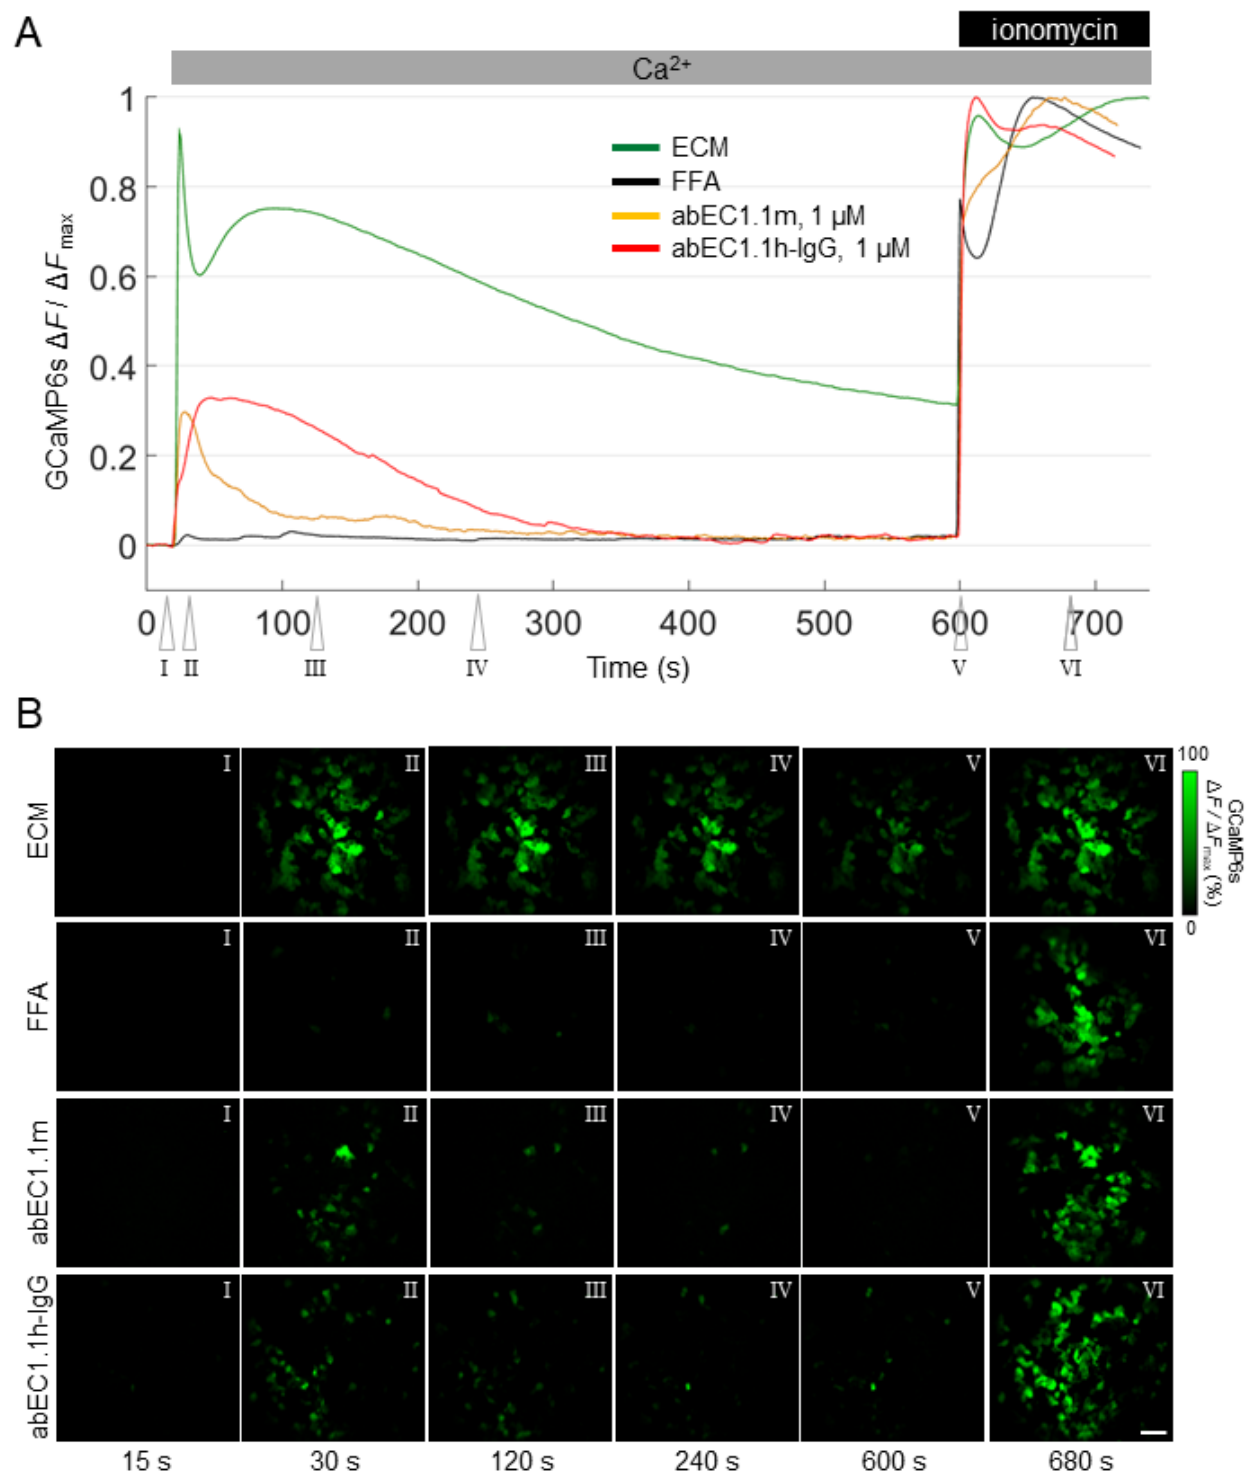 A
ionomycin
Ca²⁺
1
0.8
0.6
0.4
0.2
0
GCaMP6s ΔF / ΔFmax
ECM
FFA
abEC1.1m, 1 μM
abEC1.1h-IgG, 1 μM
0 100 200 300 400 500 600 700
I II III IV V VI
Time (s)
B
ECM I II III IV V VI
100
0
GCaMP6s
ΔF / ΔFmax (%)
FFA I II III IV V VI
abEC1.1m I II III IV V VI
abEC1.1h-IgG I II III IV V VI
15 s 30 s 120 s 240 s 600 s 680 s